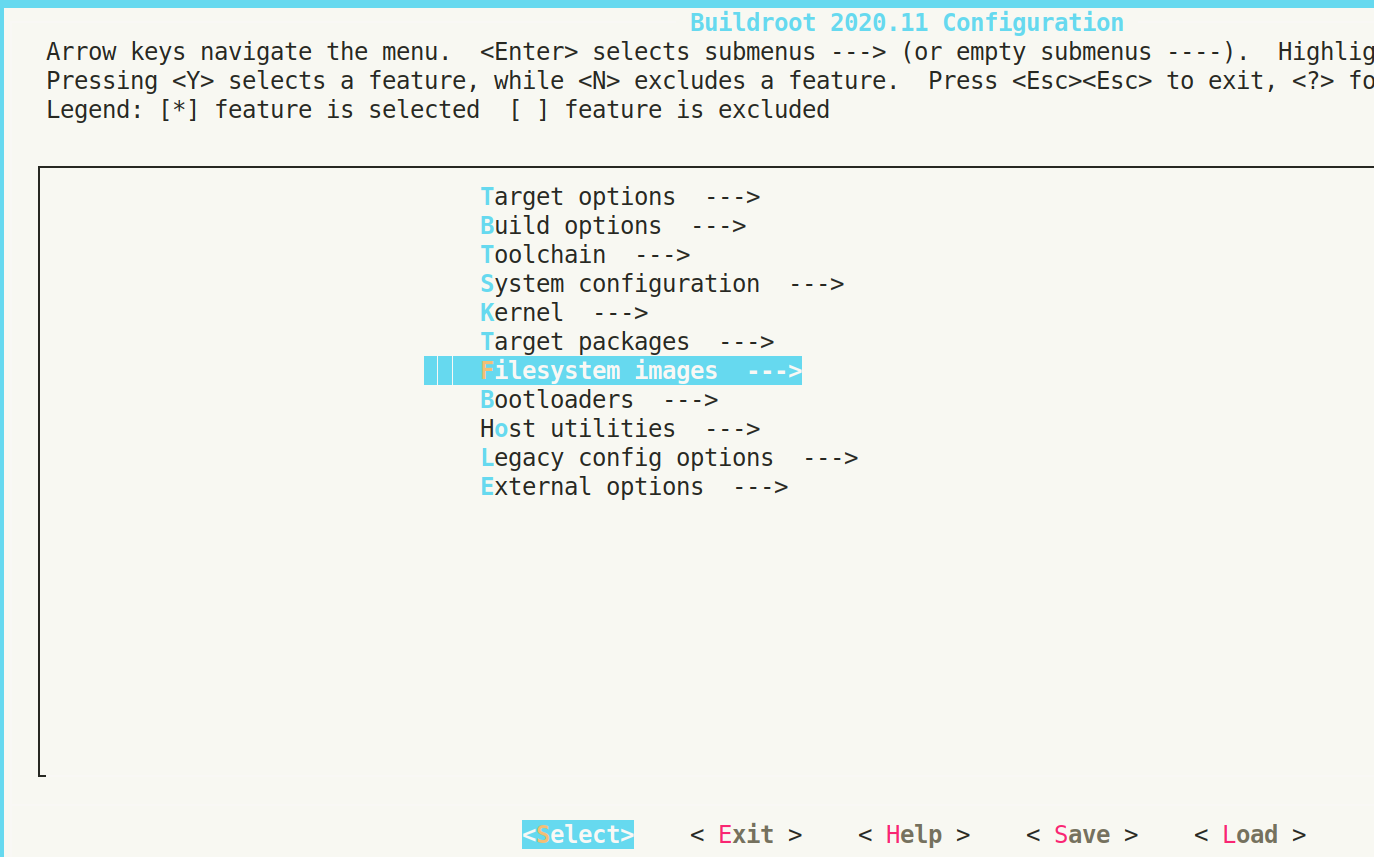 Buildroot 2020.11 Configuration
Arrow keys navigate the menu.  <Enter> selects submenus ---> (or empty submenus ----).  Highlig
Pressing <Y> selects a feature, while <N> excludes a feature.  Press <Esc><Esc> to exit, <?> fo
Legend: [*] feature is selected  [ ] feature is excluded
Target options  --->
Build options  --->
Toolchain  --->
System configuration  --->
Kernel  --->
Target packages  --->
Filesystem images  --->
Bootloaders  --->
Host utilities  --->
Legacy config options  --->
External options  --->
<Select>    < Exit >    < Help >    < Save >    < Load >